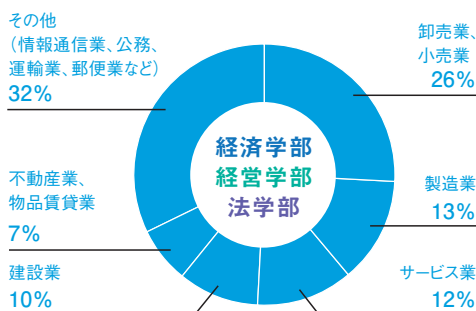 その他
（情報通信業、公務、
運輸業、郵便業など）
32%
卸売業、
小売業
26%
経済学部
経営学部
法学部
不動産業、
物品賃貸業
7%
製造業
13%
建設業
10%
サービス業
12%